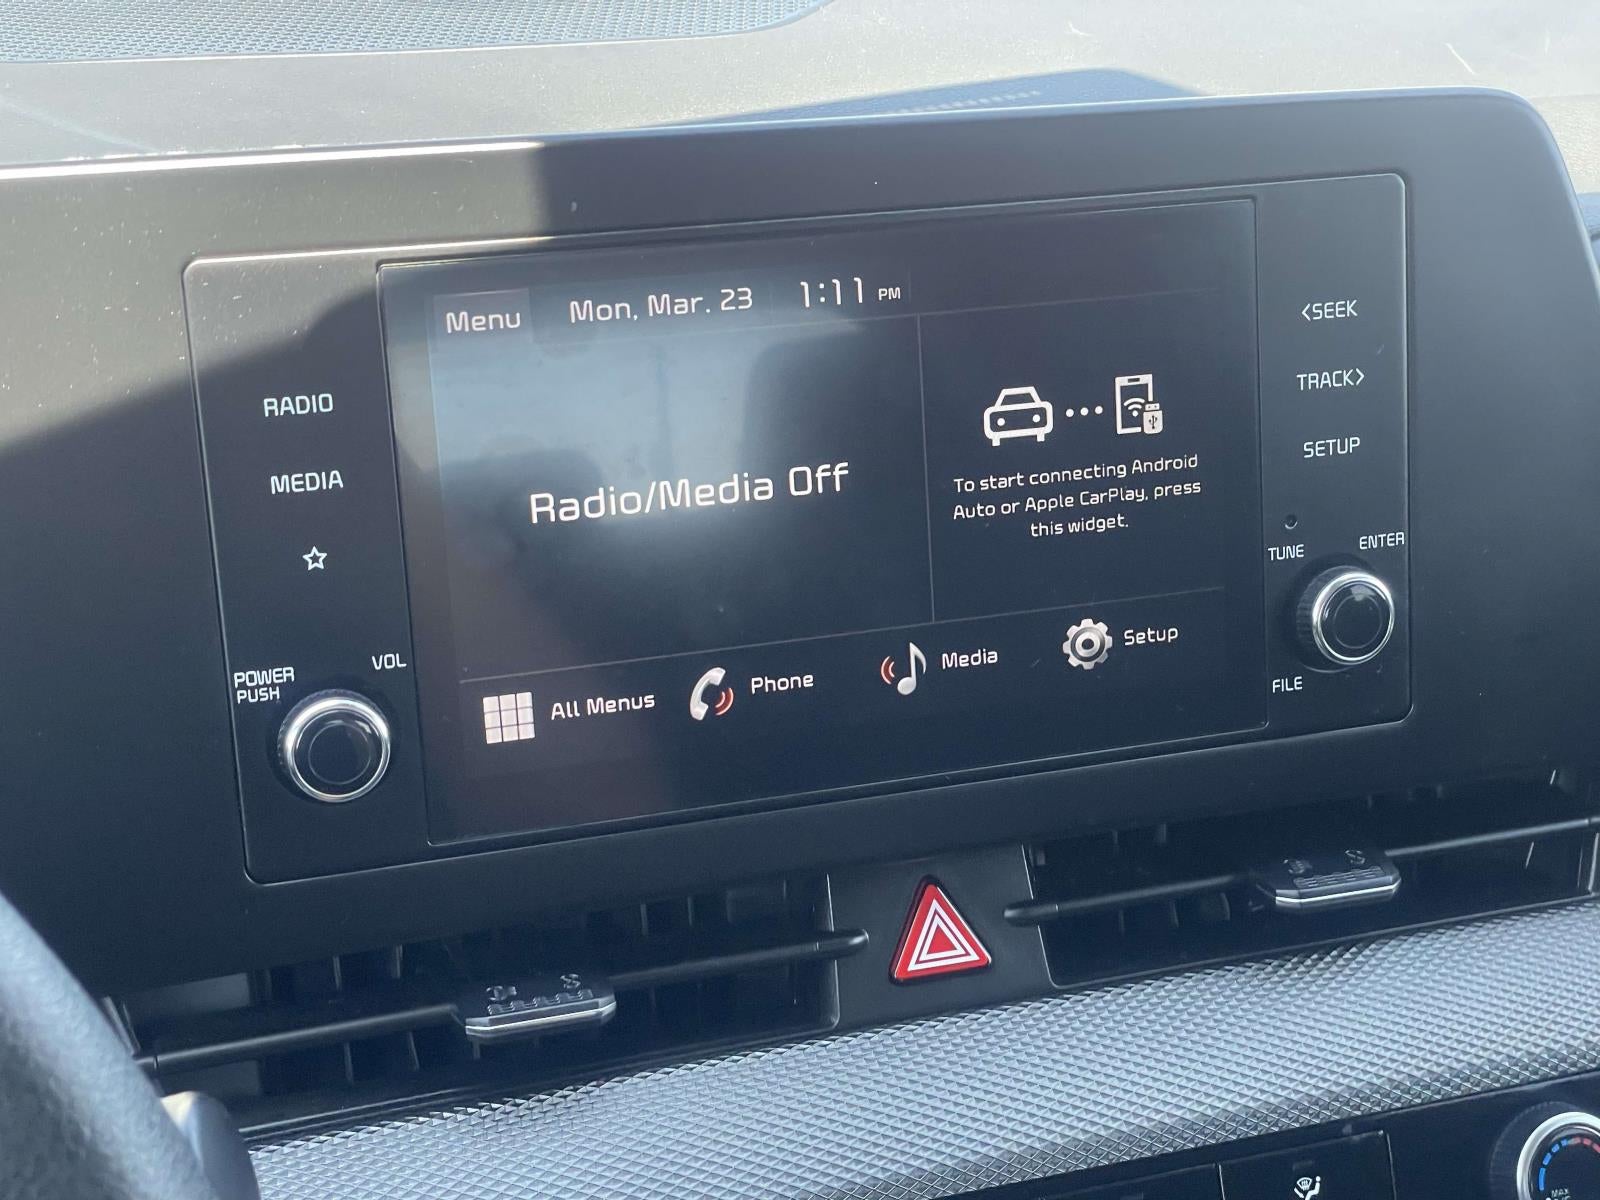 Menu Mon, Mar. 23 1:11 PM
RADIO
MEDIA
POWER
PUSH
VOL
Radio/Media Off
To start connecting Android
Auto or Apple CarPlay, press
this widget.
All Menus Phone Media Setup
<SEEK
TRACK>
SETUP
TUNE
ENTER
FILE
MAX